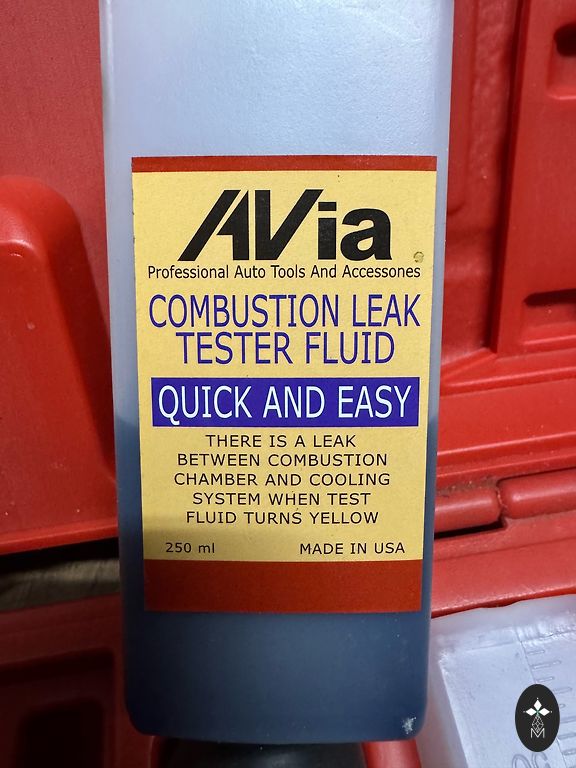 AVia
Professional Auto Tools And Accessones
COMBUSTION LEAK
TESTER FLUID
QUICK AND EASY
THERE IS A LEAK
BETWEEN COMBUSTION
CHAMBER AND COOLING
SYSTEM WHEN TEST
FLUID TURNS YELLOW
250 ml MADE IN USA